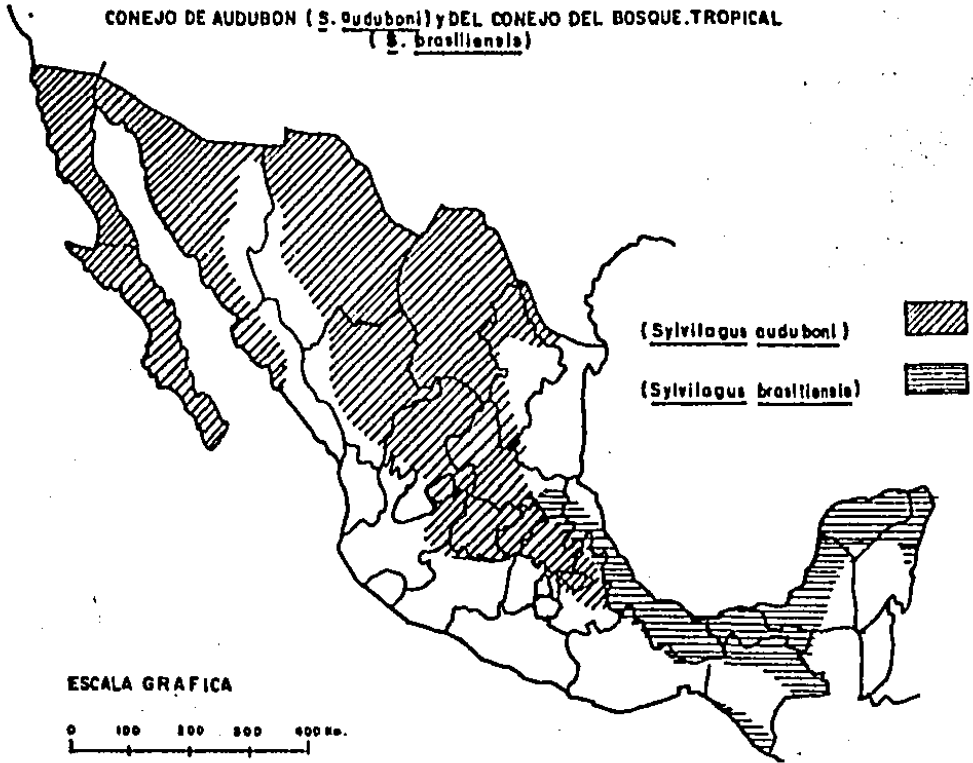 CONEJO DE AUDUBON (S. auduboni) y DEL CONEJO DEL BOSQUE.TROPICAL
(S. brasiliensis)
(Sylvilagus auduboni)
(Sylvilagus brasiliensis)
ESCALA GRAFICA
0 100 200 300 400 Km.